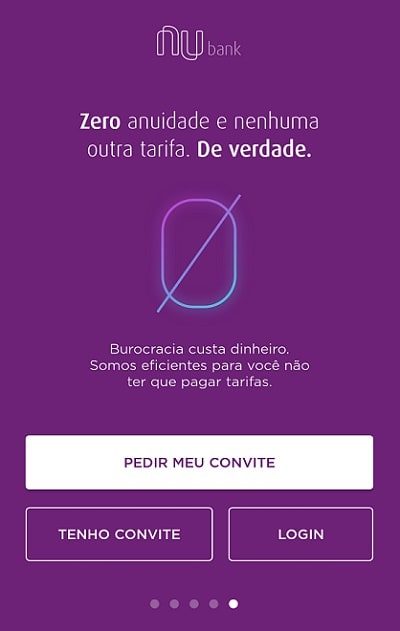 nu bank
Zero anuidade e nenhuma
outra tarifa. De verdade.
Burocracia custa dinheiro.
Somos eficientes para você não
ter que pagar tarifas.
PEDIR MEU CONVITE
TENHO CONVITE
LOGIN